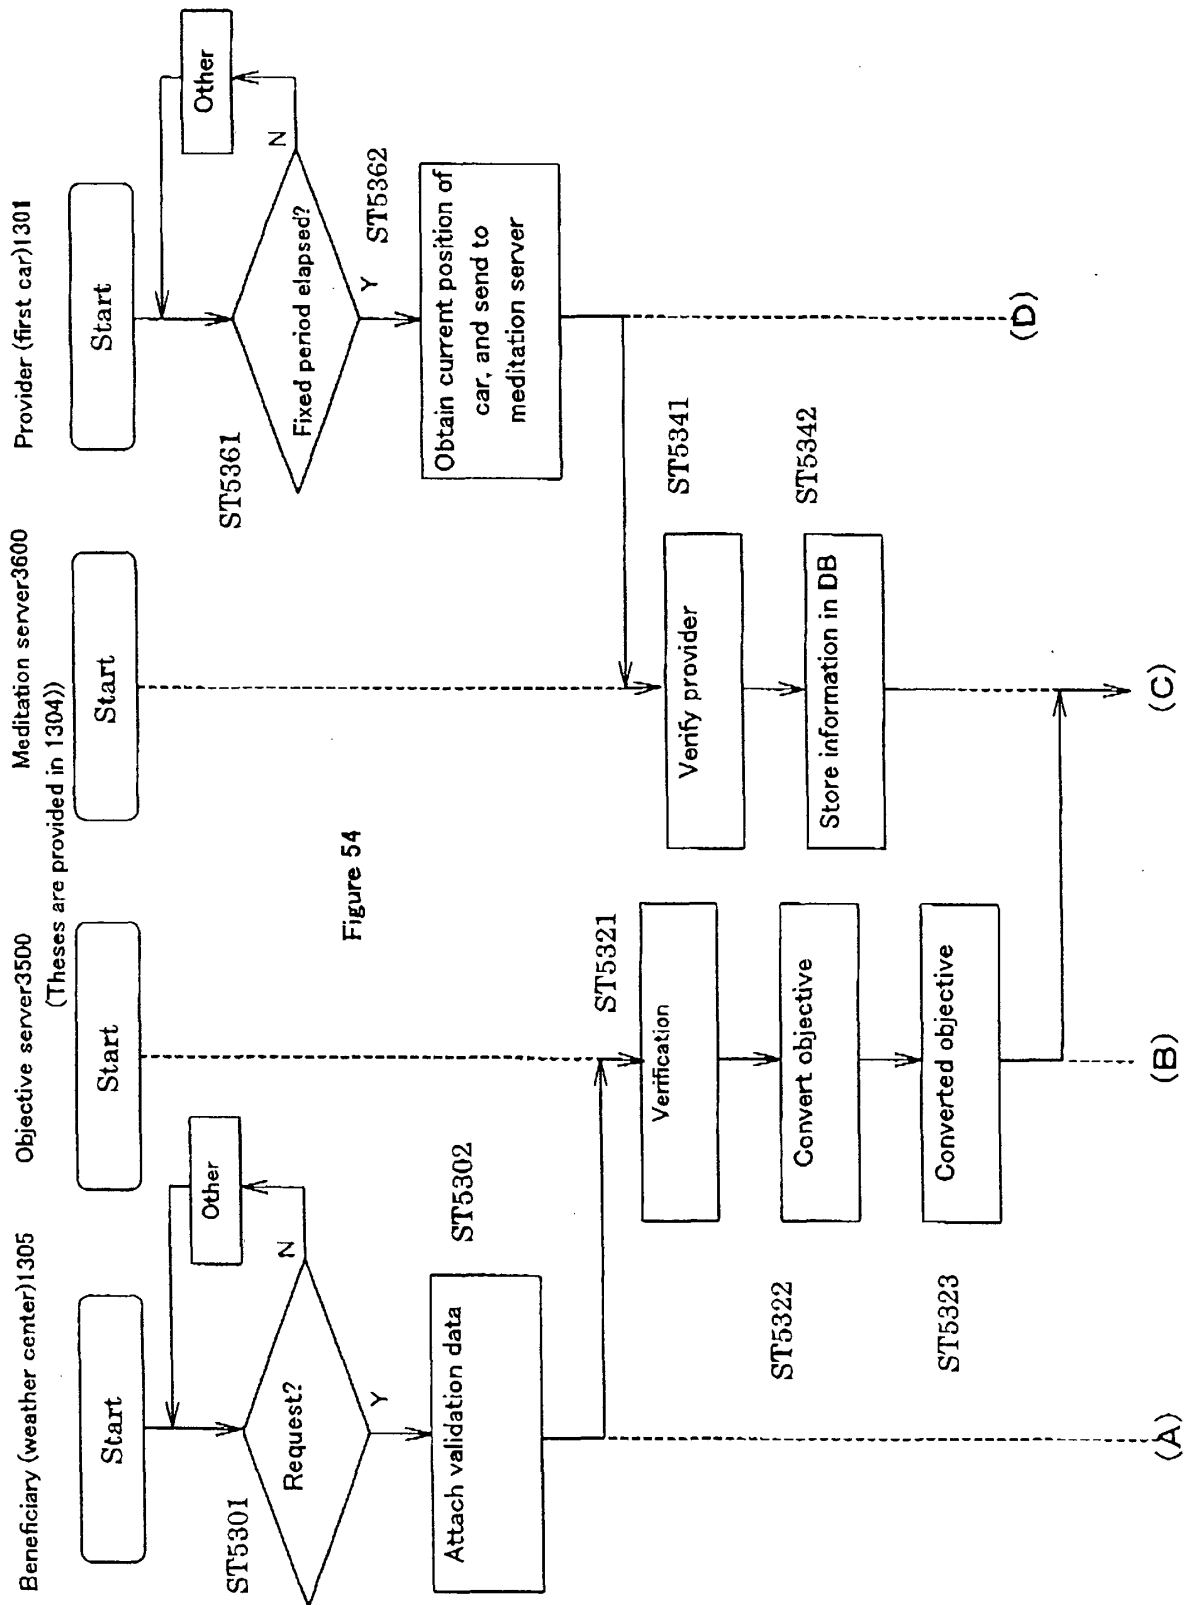 Beneficiary (weather center)1305
Objective server3500
Meditation server3600
Provider (first car)1301
(Theses are provided in 1304))
Start
Start
Start
Start
Other
Other
ST5301
Request?
N
Y
ST5361
Fixed period elapsed?
N
Y
Figure 54
ST5302
Attach validation data
ST5362
Obtain current position of
car, and send to
meditation server
ST5321
Verification
ST5341
Verify provider
ST5322
Convert objective
ST5342
Store information in DB
ST5323
Converted objective
(A)
(B)
(C)
(D)